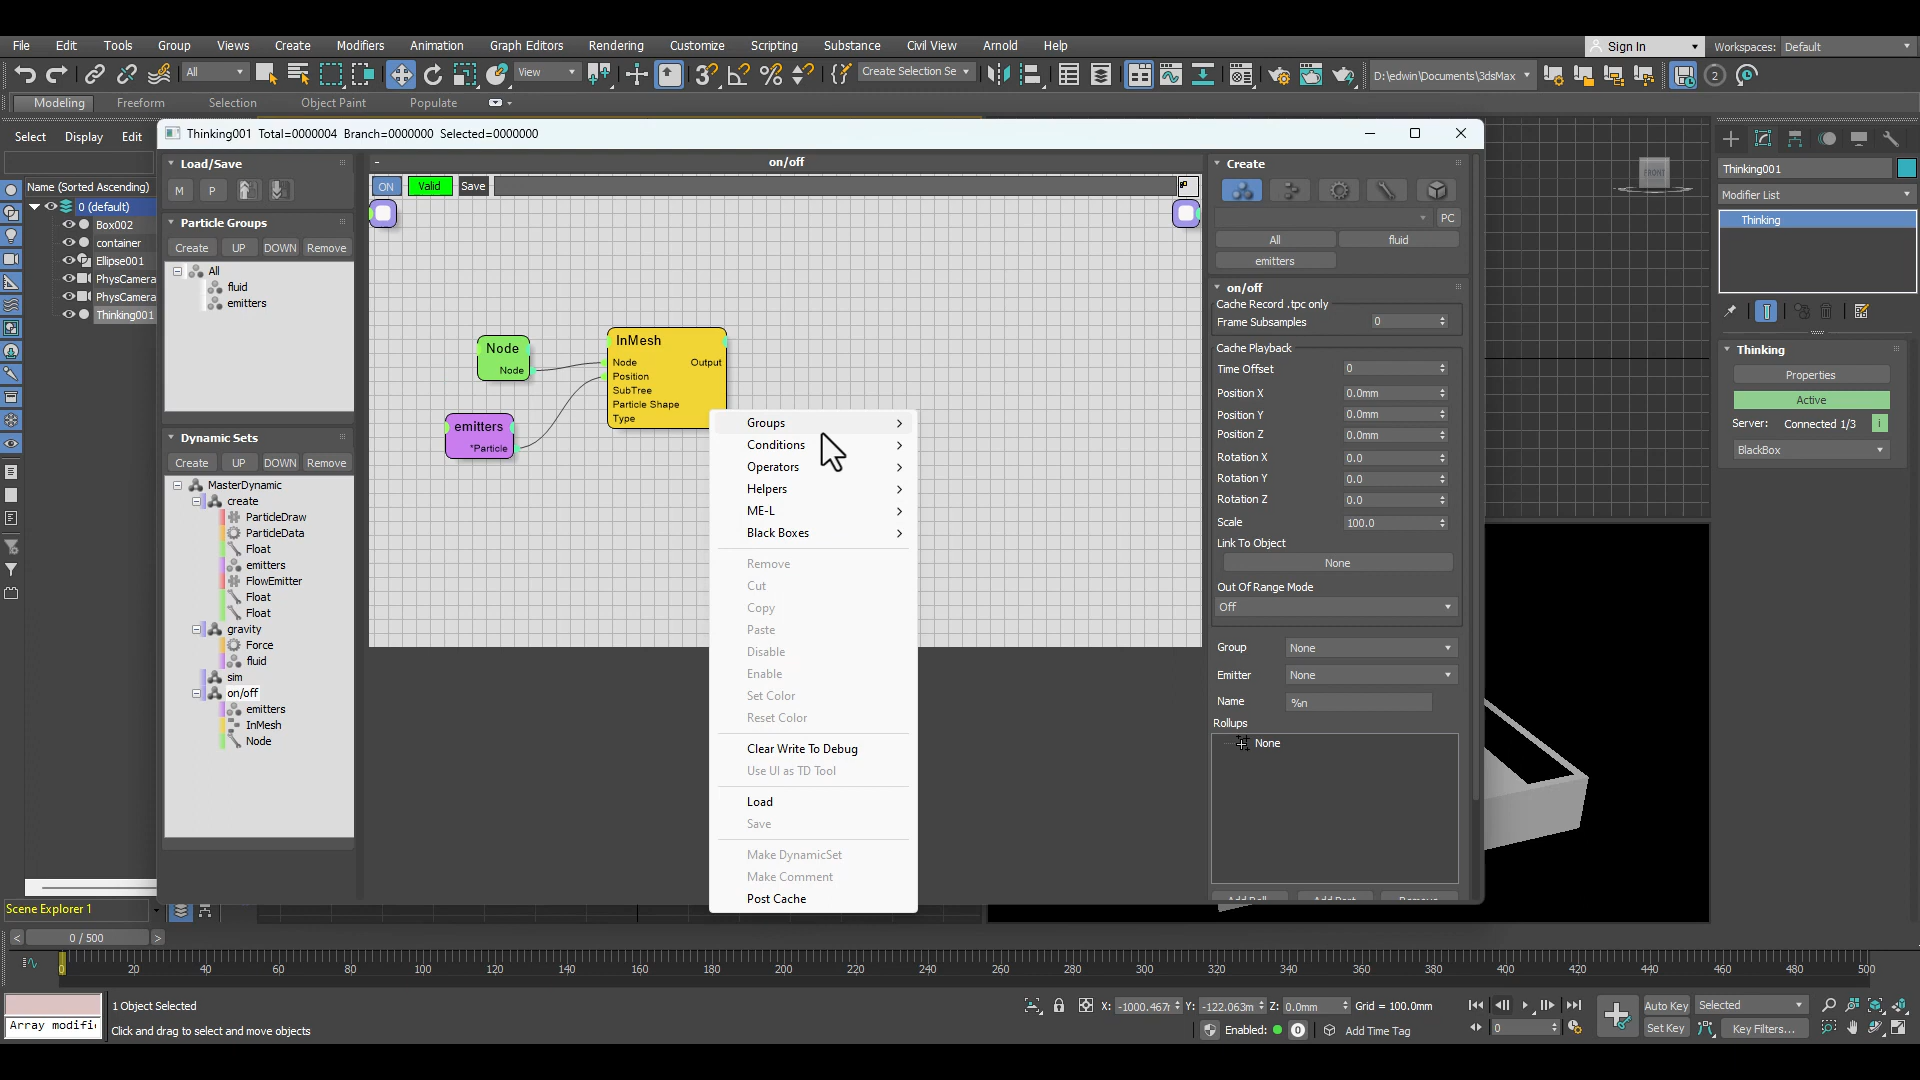 File Edit Tools Group Views Create Modifiers Animation Graph Editors Rendering Customize Scripting Substance Civil View Arnold Help Sign In Workspaces: Default
All View Create Selection Se D:\edwin\Documents\3dsMax 2
Modeling Freeform Selection Object Paint Populate
Select Display Edit
Name (Sorted Ascending)
0 (default)
Box002
container
Ellipse001
PhysCamera
PhysCamera
Thinking001
Scene Explorer 1
Thinking001 Total=0000004 Branch=0000000 Selected=0000000
Load/Save
M P
Particle Groups
Create UP DOWN Remove
All
fluid
emitters
Dynamic Sets
Create UP DOWN Remove
MasterDynamic
create
ParticleDraw
ParticleData
Float
emitters
FlowEmitter
Float
Float
gravity
Force
fluid
sim
on/off
emitters
InMesh
Node
- on/off
ON Valid Save
Node
Node
emitters
*Particle
InMesh
Node Output
Position
SubTree
Particle Shape
Type
Groups
Conditions
Operators
Helpers
ME-L
Black Boxes
Remove
Cut
Copy
Paste
Disable
Enable
Set Color
Reset Color
Clear Write To Debug
Use UI as TD Tool
Load
Save
Make DynamicSet
Make Comment
Post Cache
Create
PC
All fluid
emitters
on/off
Cache Record .tpc only
Frame Subsamples 0
Cache Playback
Time Offset 0
Position X 0.0mm
Position Y 0.0mm
Position Z 0.0mm
Rotation X 0.0
Rotation Y 0.0
Rotation Z 0.0
Scale 100.0
Link To Object
None
Out Of Range Mode
Off
Group None
Emitter None
Name %n
Rollups
None
FRONT
Thinking001
Modifier List
Thinking
Thinking
Properties
Active
Server: Connected 1/3 i
BlackBox
< 0 / 500 >
0 20 40 60 80 100 120 140 160 180 200 220 240 260 280 300 320 340 360 380 400 420 440 460 480 500
1 Object Selected
Array modifi
Click and drag to select and move objects
X: -1000.467r Y: -122.063m Z: 0.0mm Grid = 100.0mm
Enabled: 0 Add Time Tag
0
Auto Key Selected
Set Key Key Filters...